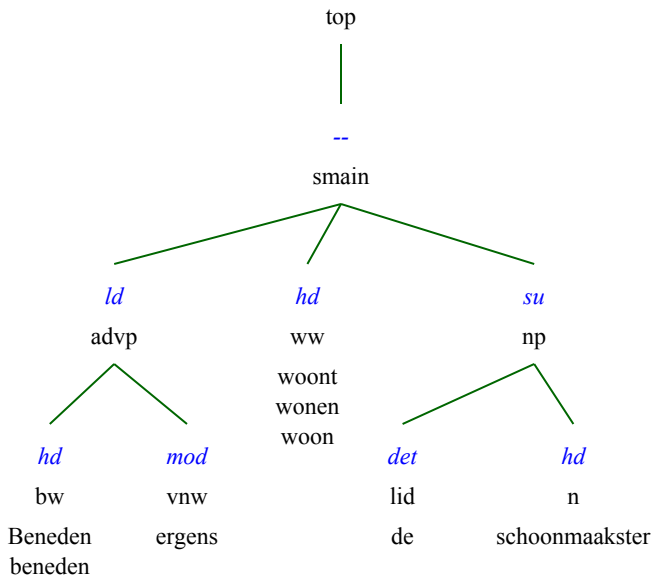 top
--
smain
ld hd su
advp ww np
woont
wonen
woon
hd mod det hd
bw vnw lid n
Beneden ergens de schoonmaakster
beneden